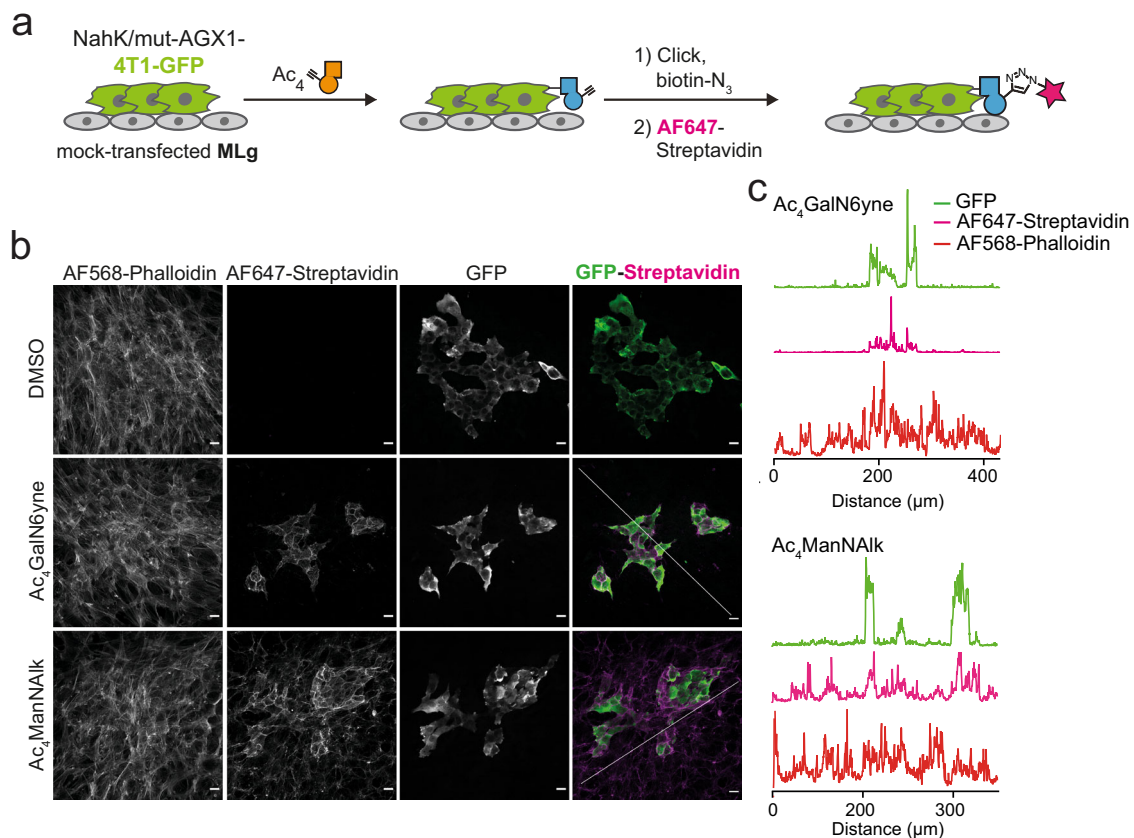 a
NahK/mut-AGX1-
4T1-GFP
mock-transfected MLg
Ac₄
1) Click,
biotin-N₃
2) AF647-
Streptavidin
N
N
N
b
AF568-Phalloidin
AF647-Streptavidin
GFP
GFP-Streptavidin
DMSO
Ac₄GalN6yne
Ac₄ManNAlk
c
Ac₄GalN6yne
GFP
AF647-Streptavidin
AF568-Phalloidin
0
200
400
Distance (µm)
Ac₄ManNAlk
0
200
300
Distance (µm)